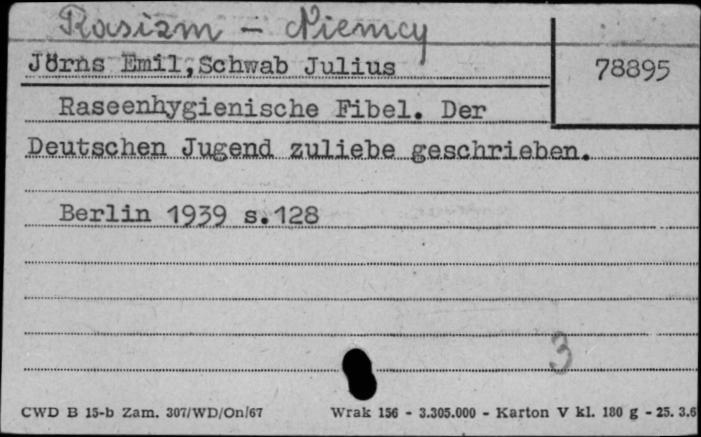 Rasizm - Niemcy
Jörns Emil, Schwab Julius
78895
Raseenhygienische Fibel. Der
Deutschen Jugend zuliebe geschrieben.
Berlin 1939 s.128
3
CWD B 15-b Zam. 307/WD/On/67
Wrak 156 - 3.305.000 - Karton V kl. 180 g - 25. 3.6